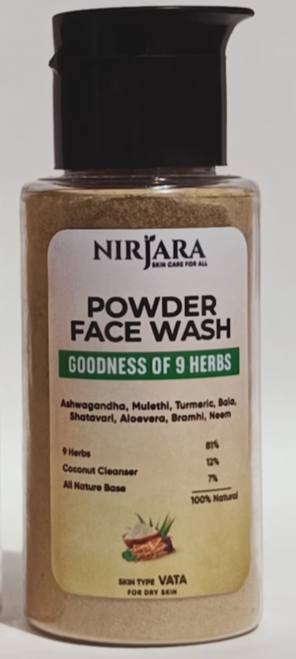 NIRJARA
SKIN CARE FOR ALL
POWDER
FACE WASH
GOODNESS OF 9 HERBS
Ashwagandha, Mulethi, Turmeric, Bala,
Shatavari, Aloevera, Bramhi, Neem
9 Herbs 81%
Coconut Cleanser 12%
All Nature Base 7%
100% Natural
SKIN TYPE VATA
FOR DRY SKIN